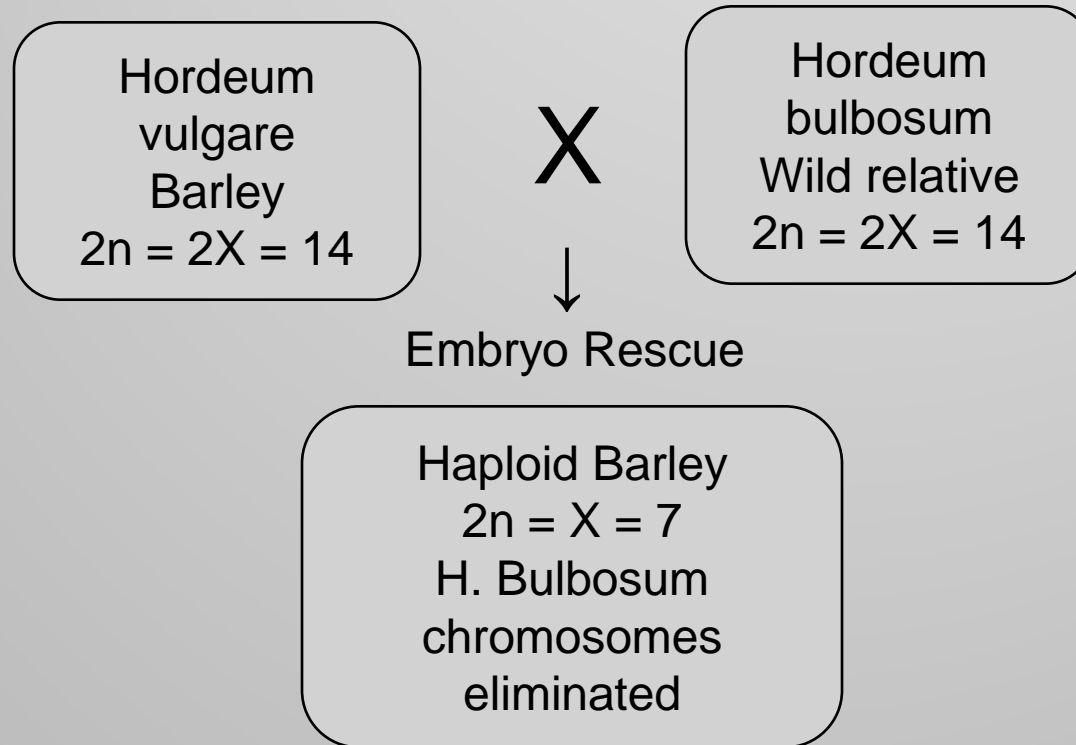 Hordeum
vulgare
Barley
2n = 2X = 14
X
Hordeum
bulbosum
Wild relative
2n = 2X = 14
↓
Embryo Rescue
Haploid Barley
2n = X = 7
H. Bulbosum
chromosomes
eliminated